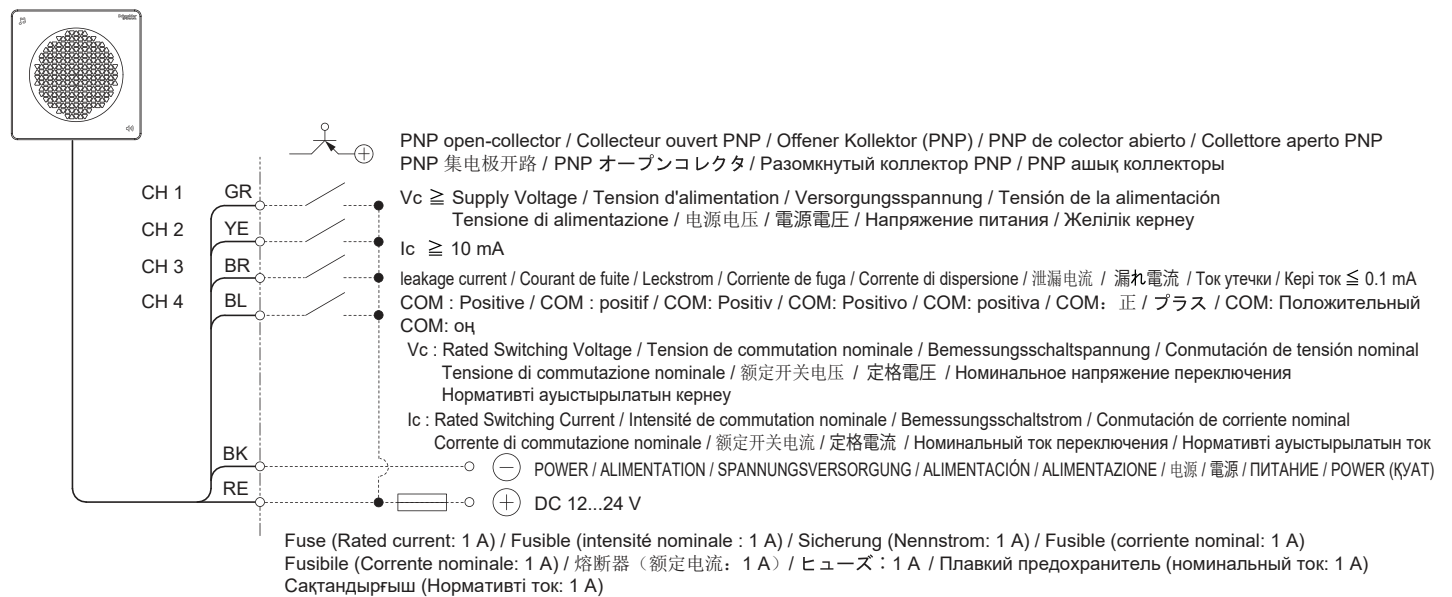 PNP open-collector / Collecteur ouvert PNP / Offener Kollektor (PNP) / PNP de colector abierto / Collettore aperto PNP
PNP 集电极开路 / PNP オープンコレクタ / Разомкнутый коллектор PNP / PNP ашық коллекторы
CH 1 GR
Vc ≧ Supply Voltage / Tension d'alimentation / Versorgungsspannung / Tensión de la alimentación
Tensione di alimentazione / 电源电压 / 電源電圧 / Напряжение питания / Желілік кернеу
CH 2 YE
Ic ≧ 10 mA
CH 3 BR
leakage current / Courant de fuite / Leckstrom / Corriente de fuga / Corrente di dispersione / 泄漏电流 / 漏れ電流 / Ток утечки / Кері ток ≦ 0.1 mA
CH 4 BL
COM : Positive / COM : positif / COM: Positiv / COM: Positivo / COM: positiva / COM：正 / プラス / COM: Положительный
COM: оң
Vc : Rated Switching Voltage / Tension de commutation nominale / Bemessungsschaltspannung / Conmutación de tensión nominal
Tensione di commutazione nominale / 额定开关电压 / 定格電圧 / Номинальное напряжение переключения
Нормативті ауыстырылатын кернеу
Ic : Rated Switching Current / Intensité de commutation nominale / Bemessungsschaltstrom / Conmutación de corriente nominal
Corrente di commutazione nominale / 额定开关电流 / 定格電流 / Номинальный ток переключения / Нормативті ауыстырылатын ток
BK
POWER / ALIMENTATION / SPANNUNGSVERSORGUNG / ALIMENTACIÓN / ALIMENTAZIONE / 电源 / 電源 / ПИТАНИЕ / POWER (ҚУАТ)
RE
DC 12...24 V
Fuse (Rated current: 1 A) / Fusible (intensité nominale : 1 A) / Sicherung (Nennstrom: 1 A) / Fusible (corriente nominal: 1 A)
Fusibile (Corrente nominale: 1 A) / 熔断器（额定电流：1 A）/ ヒューズ：1 A / Плавкий предохранитель (номинальный ток: 1 A)
Сақтандырғыш (Нормативті ток: 1 A)